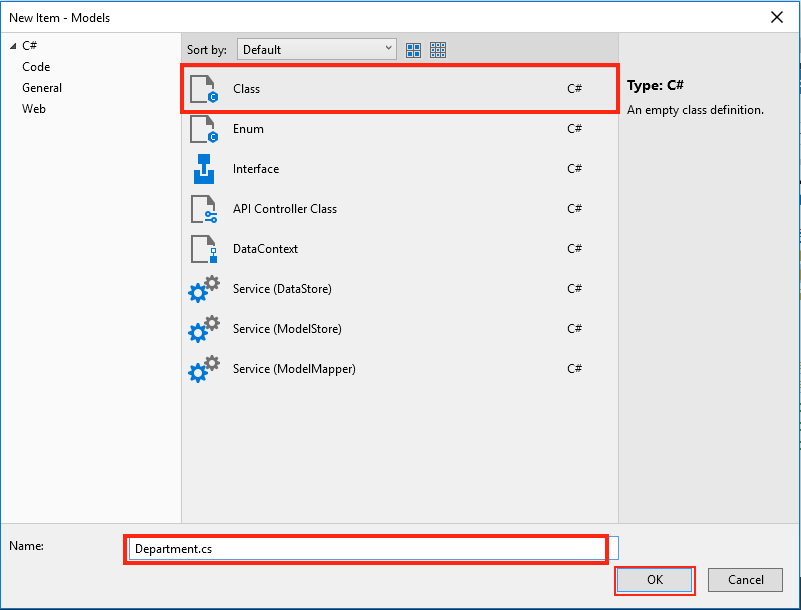 New Item - Models
C#
Code
General
Web
Sort by: Default
Class C#
Enum C#
Interface C#
API Controller Class C#
DataContext C#
Service (DataStore) C#
Service (ModelStore) C#
Service (ModelMapper) C#
Type: C#
An empty class definition.
Name: Department.cs
OK Cancel